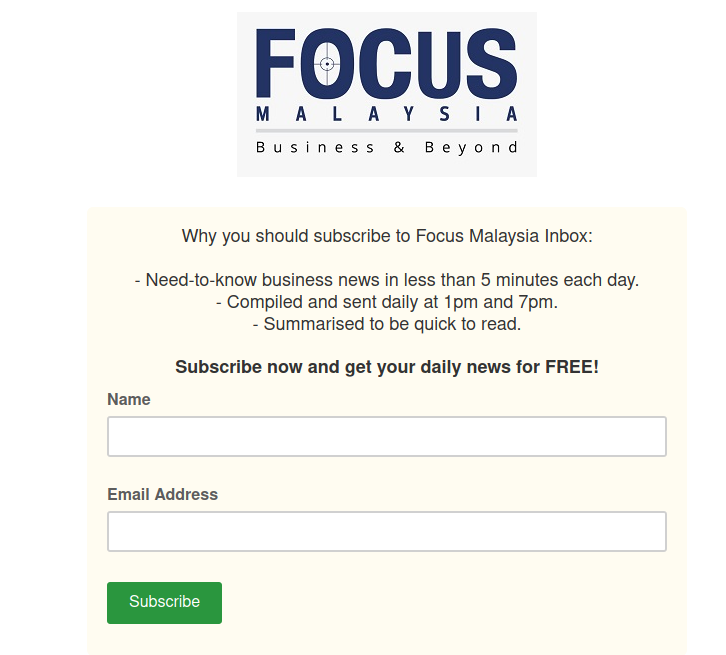 FOCUS
MALAYSIA
Business & Beyond
Why you should subscribe to Focus Malaysia Inbox:
- Need-to-know business news in less than 5 minutes each day.
- Compiled and sent daily at 1pm and 7pm.
- Summarised to be quick to read.
Subscribe now and get your daily news for FREE!
Name
Email Address
Subscribe